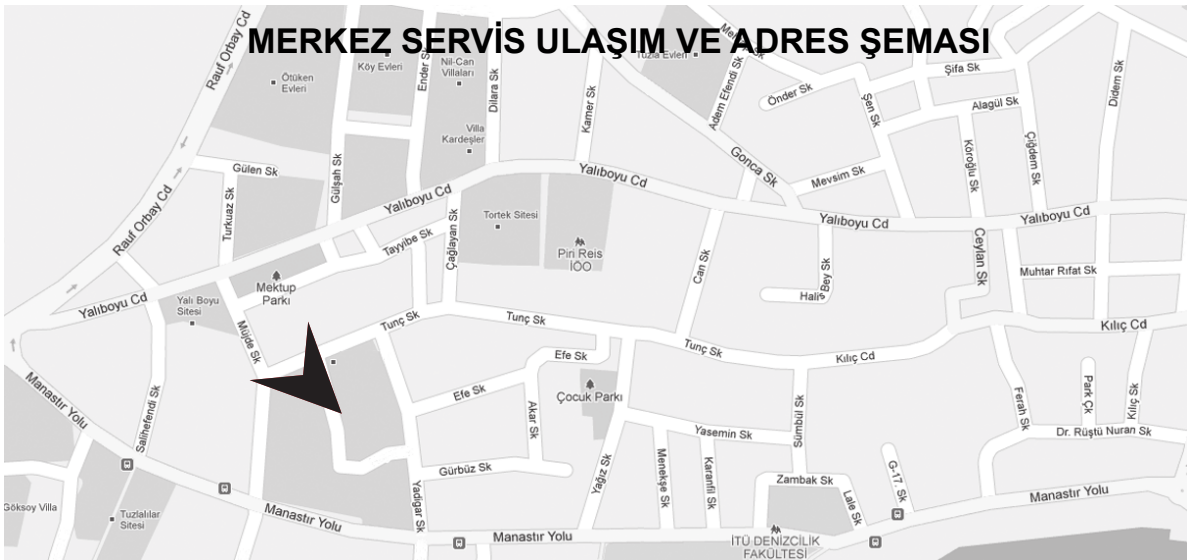 MERKEZ SERVİS ULAŞIM VE ADRES ŞEMASI
Rauf Orbay Cd
Ötüken
Evleri
Köy Evleri
Ender Sk
Nil-Can
Villaları
Dilara Sk
Villa
Kardeşler
Kamer Sk
Tuzla Evleri
Adem Efendi Sk
Önder Sk
Şen Sk
Şifa Sk
Alagül Sk
Didem Sk
Köroğlu Sk
Çiğdem Sk
Gonca Sk
Mevsim Sk
Gülen Sk
Gülşah Sk
Turkuaz Sk
Rauf Orbay Cd
Yalıboyu Cd
Yalıboyu Cd
Yalıboyu Cd
Yalıboyu Cd
Çağlayan Sk
Tortek Sitesi
Tayyibe Sk
Piri Reis
İÖO
Can Sk
Halis Bey Sk
Ceylan Sk
Muhtar Rıfat Sk
Mektup
Parkı
Yalıboyu Cd
Yalı Boyu
Sitesi
Müjde Sk
Tunç Sk
Tunç Sk
Tunç Sk
Kılıç Cd
Kılıç Cd
Efe Sk
Efe Sk
Çocuk Parkı
Akar Sk
Manastır Yolu
Salihefendi Sk
Yasemin Sk
Sümbül Sk
Ferah Sk
Park Çk
Kılıç Sk
Dr. Rüştü Nuran Sk
Gürbüz Sk
Yağız Sk
Menekşe Sk
Karanfil Sk
Zambak Sk
Lale Sk
G-17. Sk
Yadigar Sk
Göksoy Villa
Tuzlalılar
Sitesi
Manastır Yolu
Manastır Yolu
Manastır Yolu
İTÜ DENİZCİLİK
FAKÜLTESİ